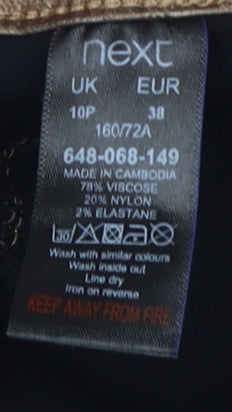 next
UK EUR
10P 38
160/72A
648-068-149
MADE IN CAMBODIA
78% VISCOSE
20% NYLON
2% ELASTANE
30
Wash with similar colours
Wash inside out
Line dry
Iron on reverse
KEEP AWAY FROM FIRE